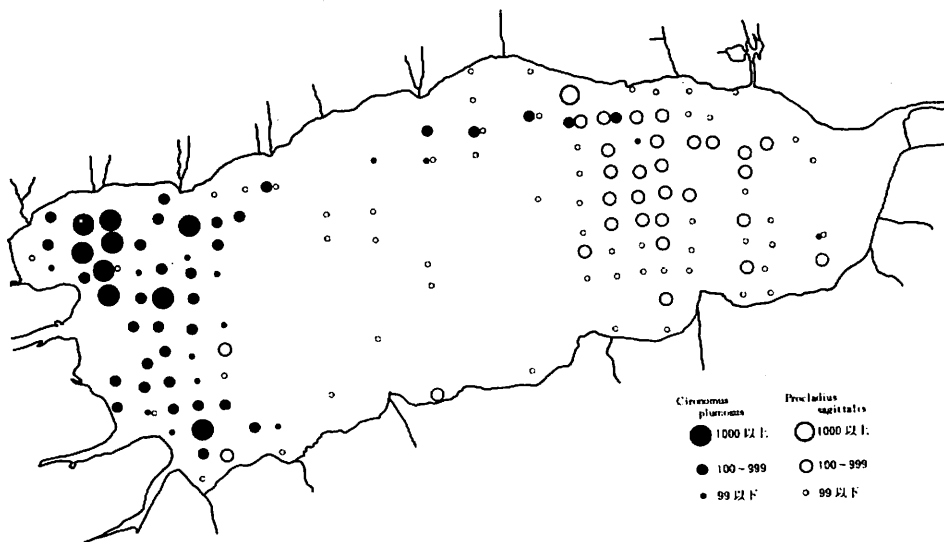 Cironomus Procladius
plumosus sagittalis
1000 以上 1000 以上
100～999 100～999
99 以下 99 以下